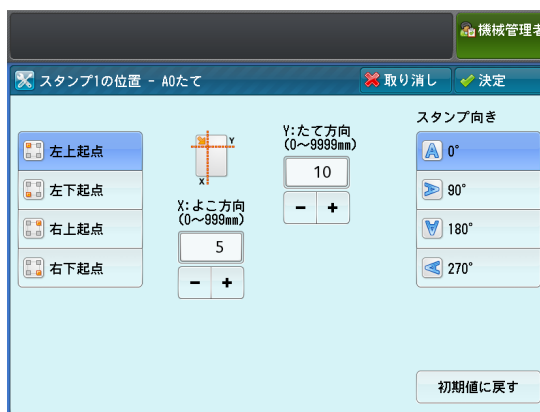 機械管理者
スタンプ1の位置 - A0たて
取り消し
決定
左上起点
左下起点
右上起点
右下起点
Y
X
X:よこ方向
(0～999mm)
5
- +
Y:たて方向
(0～9999mm)
10
- +
スタンプ向き
A 0°
A 90°
A 180°
A 270°
初期値に戻す